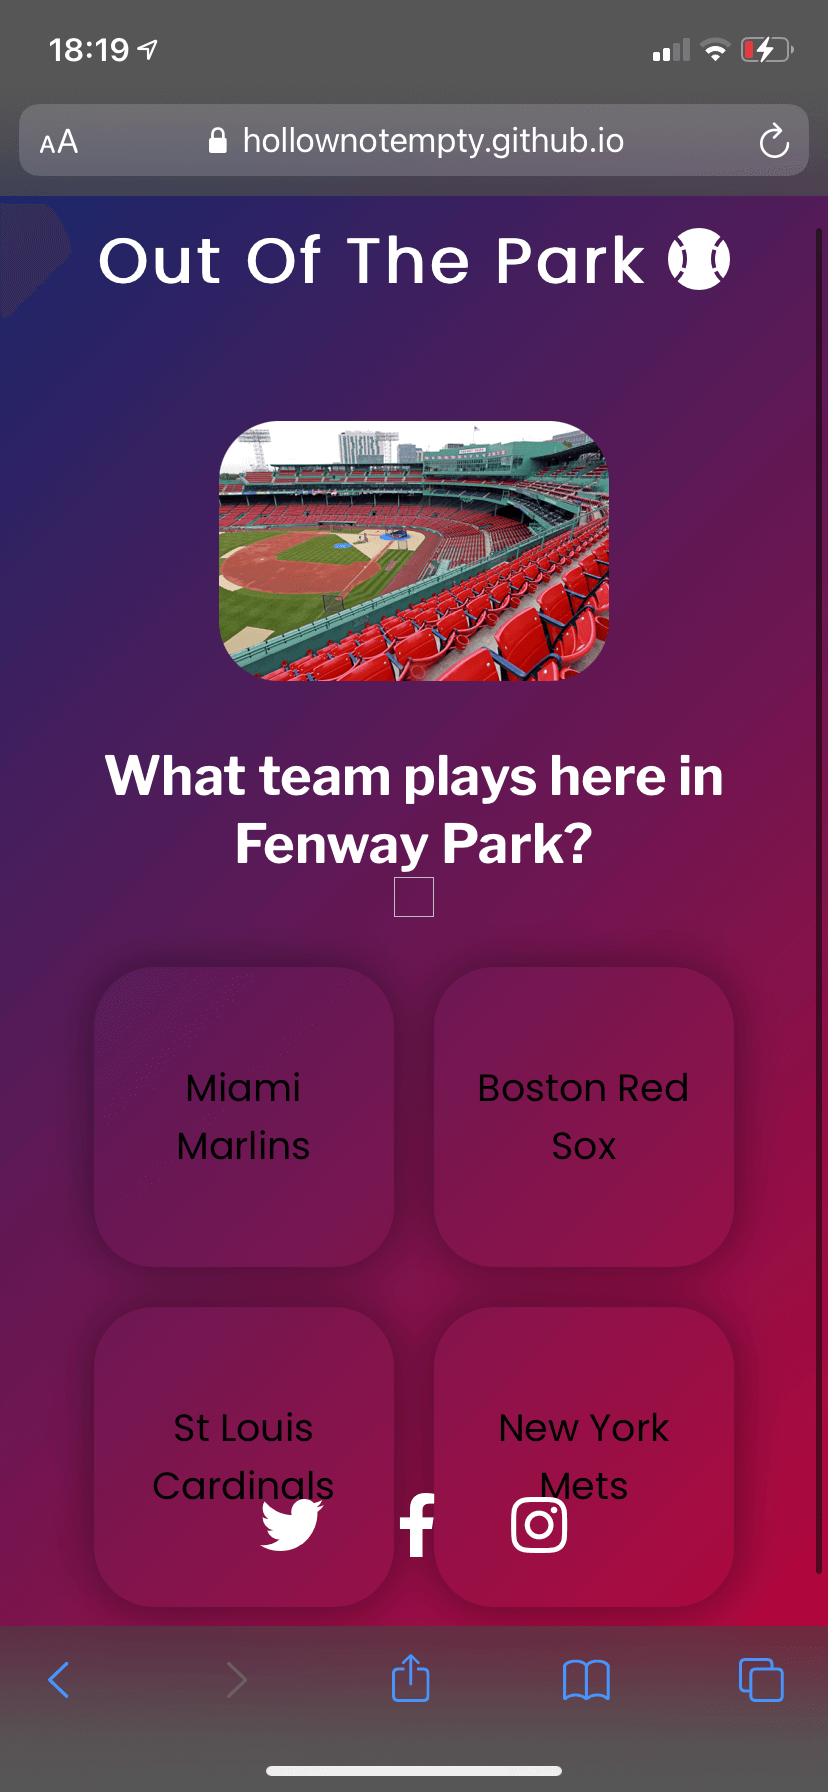 18:19
AA hollownotempty.github.io
Out Of The Park
What team plays here in
Fenway Park?
Miami
Marlins
Boston Red
Sox
St Louis
Cardinals
New York
Mets